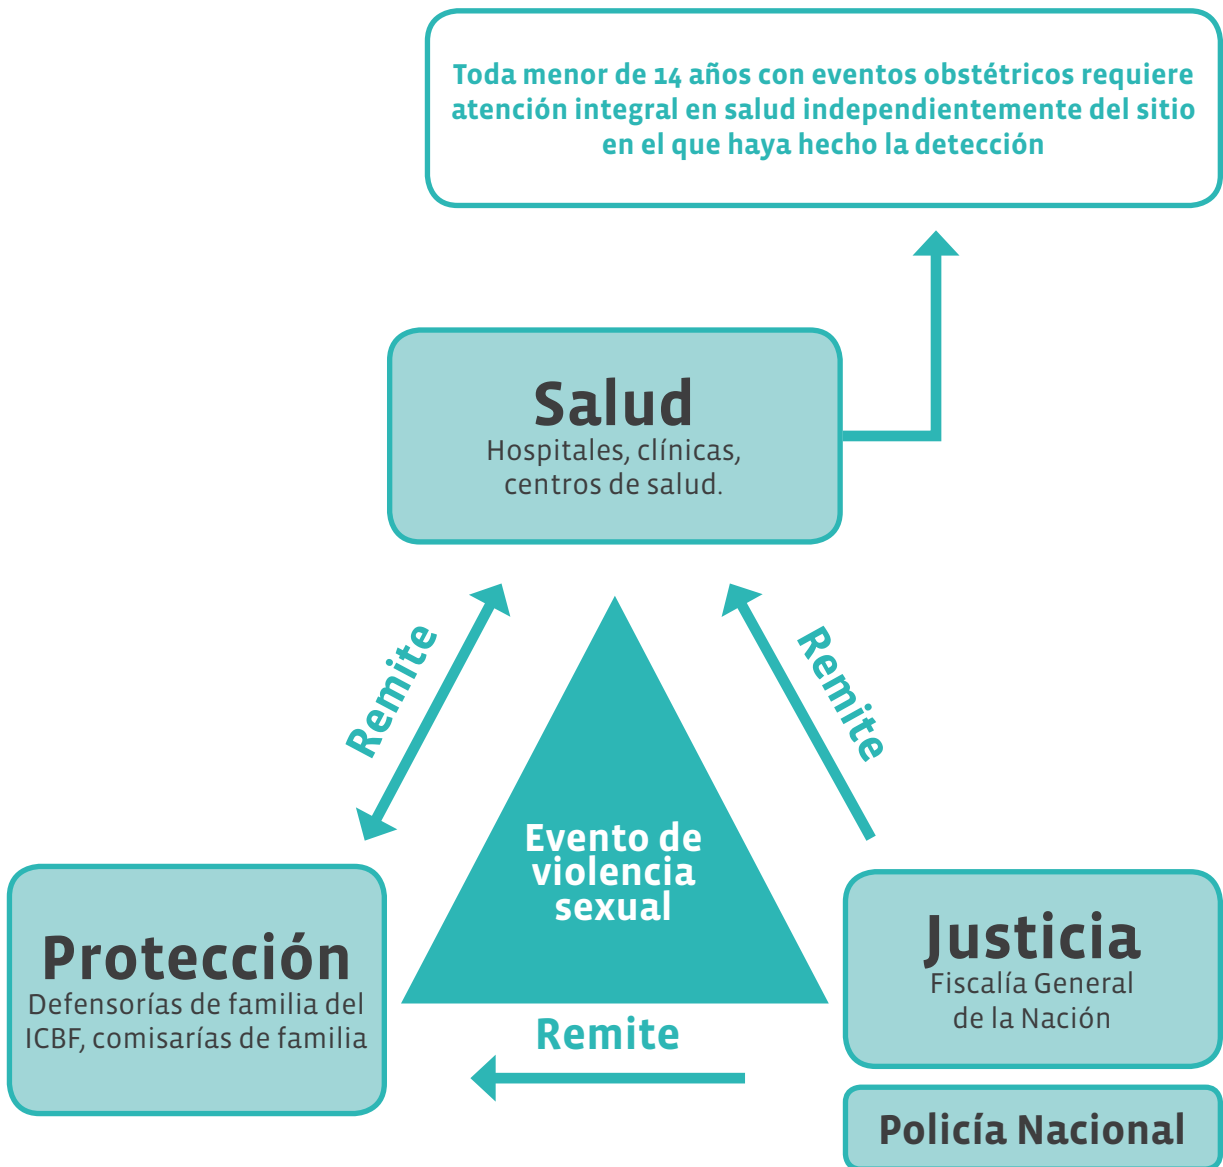 Toda menor de 14 años con eventos obstétricos requiere
atención integral en salud independientemente del sitio
en el que haya hecho la detección
Salud
Hospitales, clínicas,
centros de salud.
Remite
Remite
Evento de
violencia
sexual
Protección
Defensorías de familia del
ICBF, comisarías de familia
Justicia
Fiscalía General
de la Nación
Remite
Policía Nacional